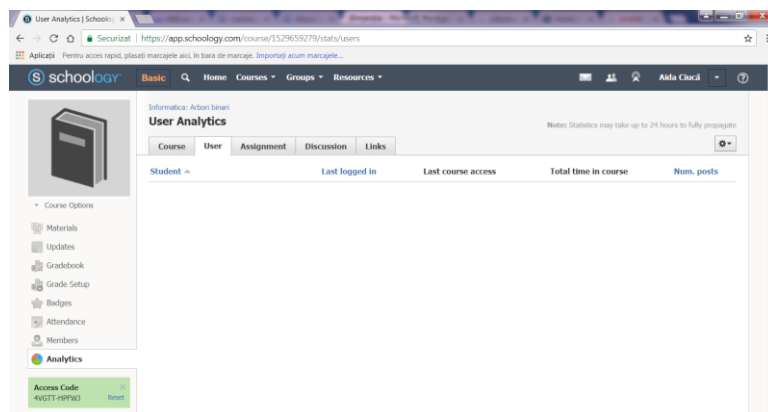 User Analytics | Schoology
Securizat | https://app.schoology.com/course/1529659279/stats/users
Aplicații Pentru acces rapid, plasați marcajele aici, în bara de marcaje. Importați acum marcajele...
S schoology Basic Home Courses Groups Resources Aida Ciucă
Informatica: Arbori binari
User Analytics
Note: Statistics may take up to 24 hours to fully propagate
Course User Assignment Discussion Links
Student Last logged in Last course access Total time in course Num. posts
Course Options
Materials
Updates
Gradebook
Grade Setup
Badges
Attendance
Members
Analytics
Access Code
4VGTT-HPFWJ Reset